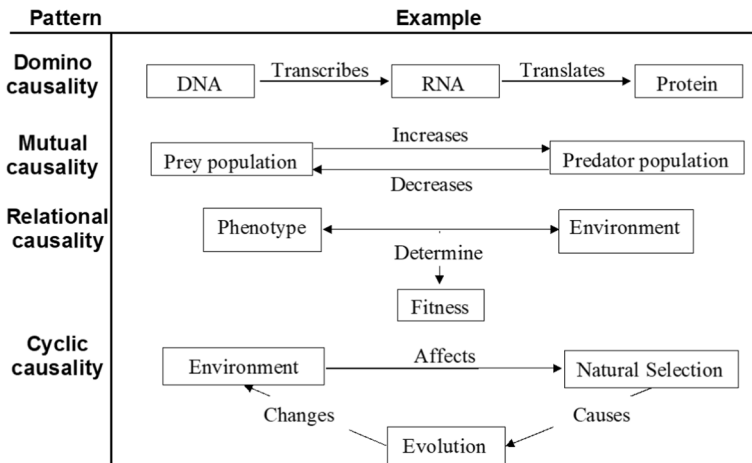 Pattern Example
Domino
causality
DNA Transcribes RNA Translates Protein
Mutual
causality
Prey population Increases Predator population
Decreases
Relational
causality
Phenotype Environment
Determine
Fitness
Cyclic
causality
Environment Affects Natural Selection
Changes Causes
Evolution